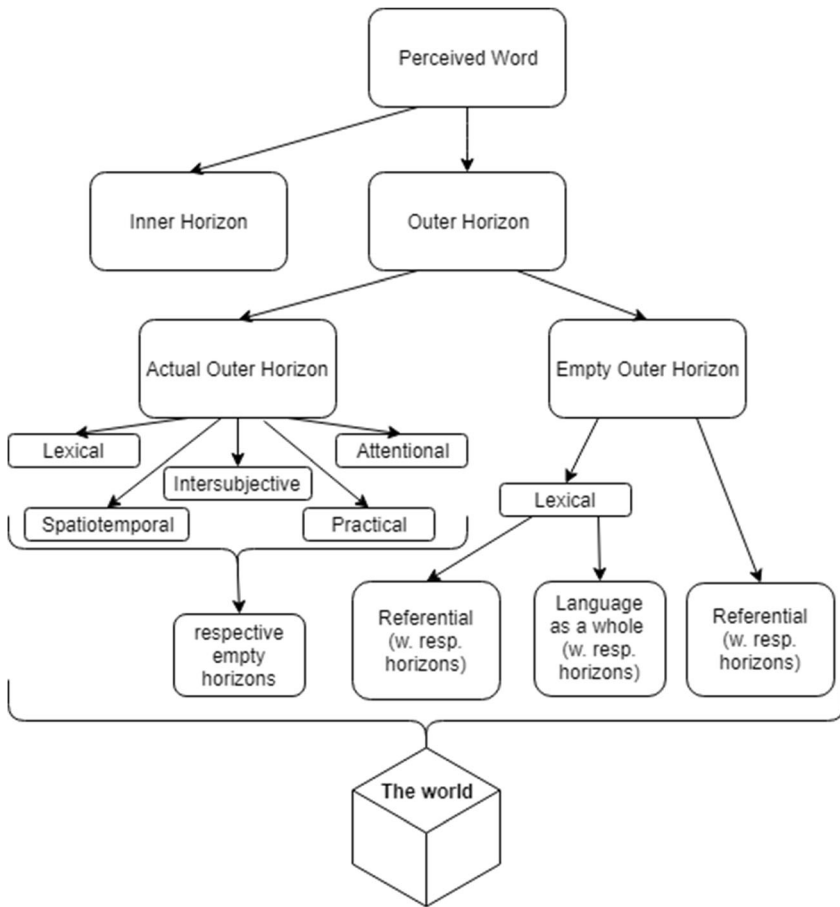 Perceived Word
Inner Horizon
Outer Horizon
Actual Outer Horizon
Empty Outer Horizon
Lexical
Attentional
Intersubjective
Spatiotemporal
Practical
Lexical
respective
empty
horizons
Referential
(w. resp.
horizons)
Language
as a whole
(w. resp.
horizons)
Referential
(w. resp.
horizons)
The world